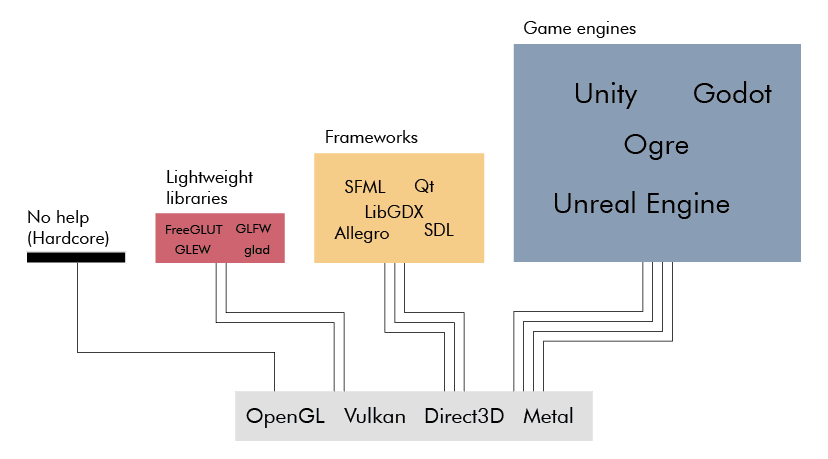 Game engines
Unity Godot
Ogre
Unreal Engine
Frameworks
SFML Qt
LibGDX
Allegro SDL
Lightweight
libraries
FreeGLUT GLFW
GLEW glad
No help
(Hardcore)
OpenGL Vulkan Direct3D Metal